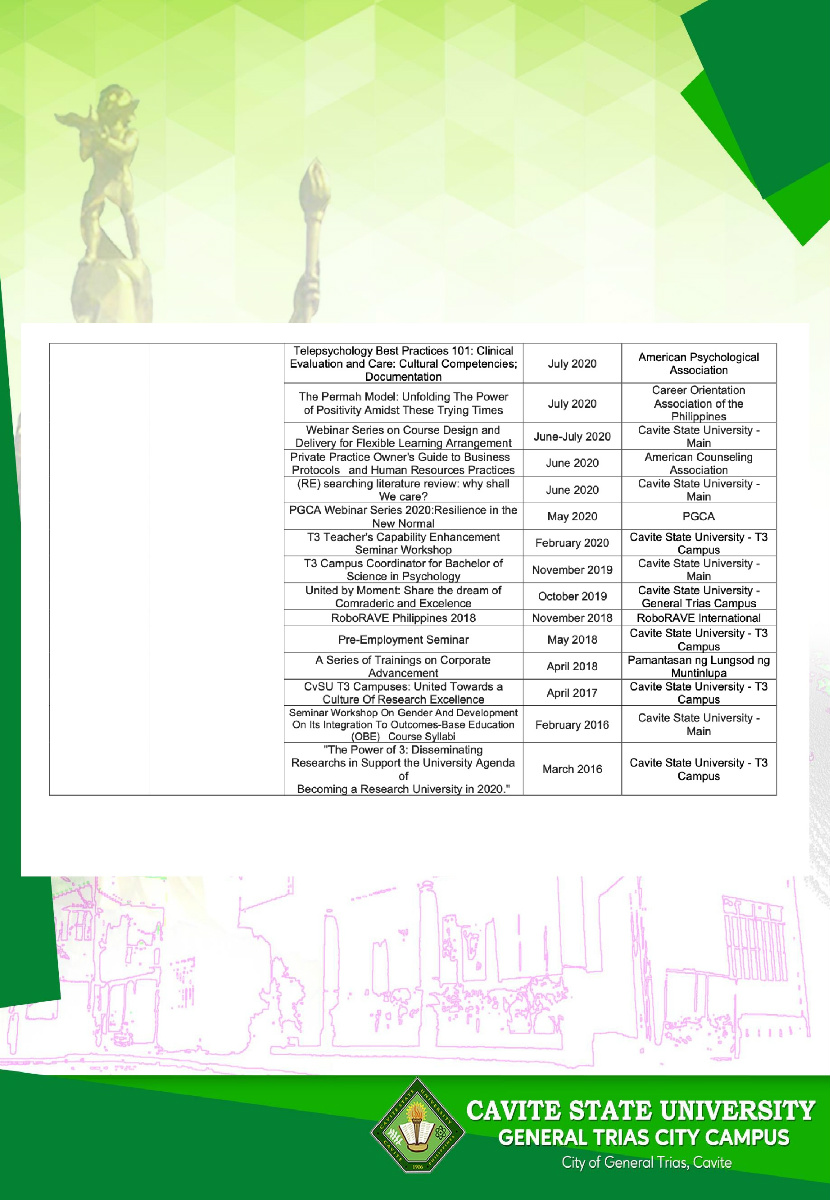 Telepsychology Best Practices 101: Clinical
Evaluation and Care; Cultural Competencies;
Documentation
July 2020
American Psychological
Association
The Permah Model: Unfolding The Power
of Positivity Amidst These Trying Times
July 2020
Career Orientation
Association of the
Philippines
Webinar Series on Course Design and
Delivery for Flexible Learning Arrangement
June-July 2020
Cavite State University -
Main
Private Practice Owner's Guide to Business
Protocols and Human Resources Practices
June 2020
American Counseling
Association
(RE) searching literature review: why shall
We care?
June 2020
Cavite State University -
Main
PGCA Webinar Series 2020:Resilience in the
New Normal
May 2020
PGCA
T3 Teacher's Capability Enhancement
Seminar Workshop
February 2020
Cavite State University - T3
Campus
T3 Campus Coordinator for Bachelor of
Science in Psychology
November 2019
Cavite State University -
Main
United by Moment: Share the dream of
Comraderic and Excelence
October 2019
Cavite State University -
General Trias Campus
RoboRAVE Philippines 2018
November 2018
RoboRAVE International
Pre-Employment Seminar
May 2018
Cavite State University - T3
Campus
A Series of Trainings on Corporate
Advancement
April 2018
Pamantasan ng Lungsod ng
Muntinlupa
CvSU T3 Campuses: United Towards a
Culture Of Research Excellence
April 2017
Cavite State University - T3
Campus
Seminar Workshop On Gender And Development
On Its Integration To Outcomes-Base Education
(OBE) Course Syllabi
February 2016
Cavite State University -
Main
"The Power of 3: Disseminating
Researchs in Support the University Agenda
of
Becoming a Research University in 2020."
March 2016
Cavite State University - T3
Campus
CAVITE STATE UNIVERSITY
GENERAL TRIAS CITY CAMPUS
City of General Trias, Cavite
1906